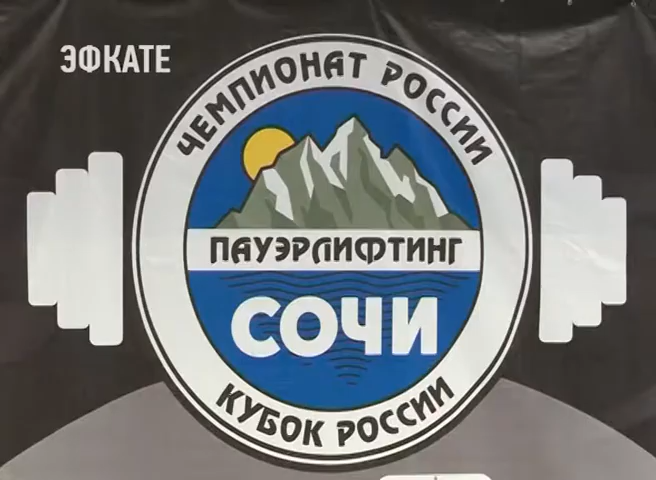 ЭФКАТЕ
ЧЕМПИОНАТ РОССИИ
ПАУЭРЛИФТИНГ
СОЧИ
КУБОК РОССИИ